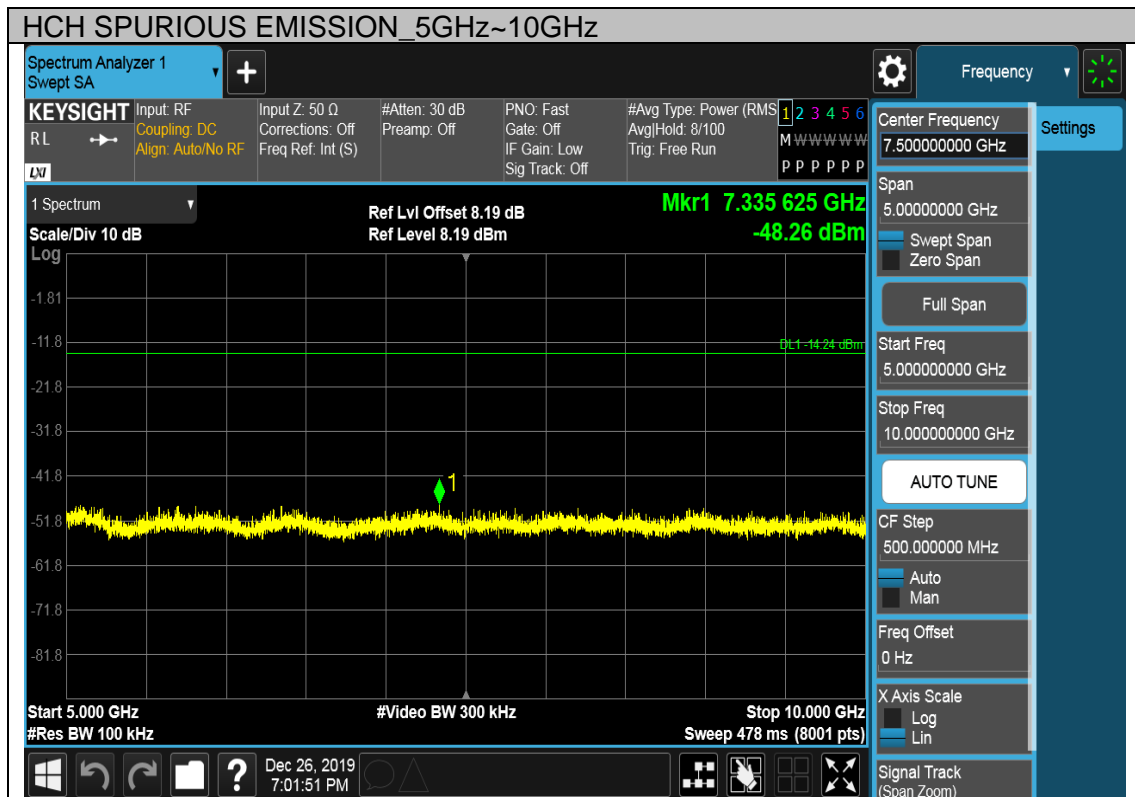 HCH SPURIOUS EMISSION_5GHz~10GHz
Spectrum Analyzer 1
Swept SA
+
Frequency
KEYSIGHT
RL
LXI
Input: RF
Coupling: DC
Align: Auto/No RF
Input Z: 50 Ω
Corrections: Off
Freq Ref: Int (S)
#Atten: 30 dB
Preamp: Off
PNO: Fast
Gate: Off
IF Gain: Low
Sig Track: Off
#Avg Type: Power (RMS
Avg|Hold: 8/100
Trig: Free Run
1 2 3 4 5 6
M W W W W W
P P P P P P
1 Spectrum
Scale/Div 10 dB
Log
Ref Lvl Offset 8.19 dB
Ref Level 8.19 dBm
Mkr1 7.335 625 GHz
-48.26 dBm
-1.81
-11.8
DL1 -14.24 dBm
-21.8
-31.8
-41.8
1
-51.8
-61.8
-71.8
-81.8
Start 5.000 GHz
#Res BW 100 kHz
#Video BW 300 kHz
Stop 10.000 GHz
Sweep 478 ms (8001 pts)
Center Frequency
7.500000000 GHz
Settings
Span
5.00000000 GHz
Swept Span
Zero Span
Full Span
Start Freq
5.000000000 GHz
Stop Freq
10.000000000 GHz
AUTO TUNE
CF Step
500.000000 MHz
Auto
Man
Freq Offset
0 Hz
X Axis Scale
Log
Lin
Signal Track
(Span Zoom)
?
Dec 26, 2019
7:01:51 PM